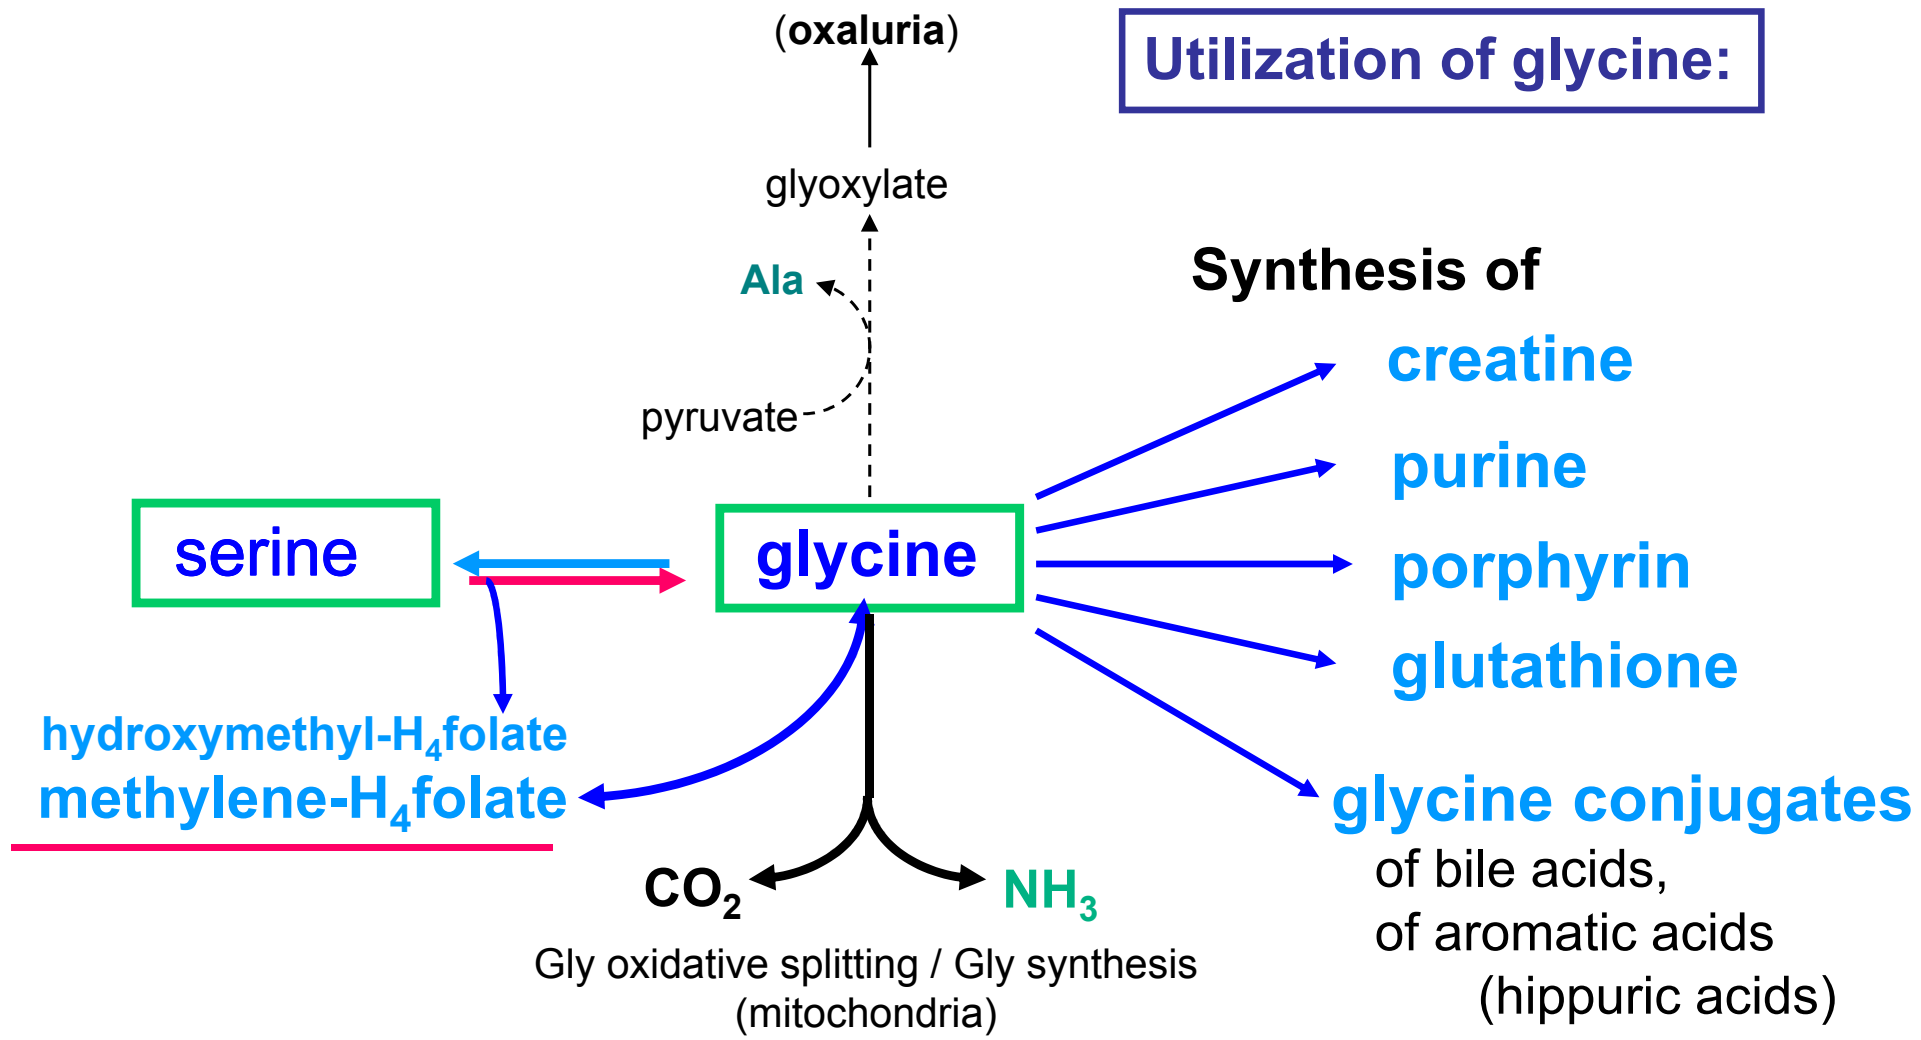 (oxaluria)
Utilization of glycine:
glyoxylate
Ala
Synthesis of
creatine
pyruvate
purine
serine
glycine
porphyrin
glutathione
hydroxymethyl-H₄folate
methylene-H₄folate
glycine conjugates
of bile acids,
CO₂
NH₃
of aromatic acids
Gly oxidative splitting / Gly synthesis
(hippuric acids)
(mitochondria)